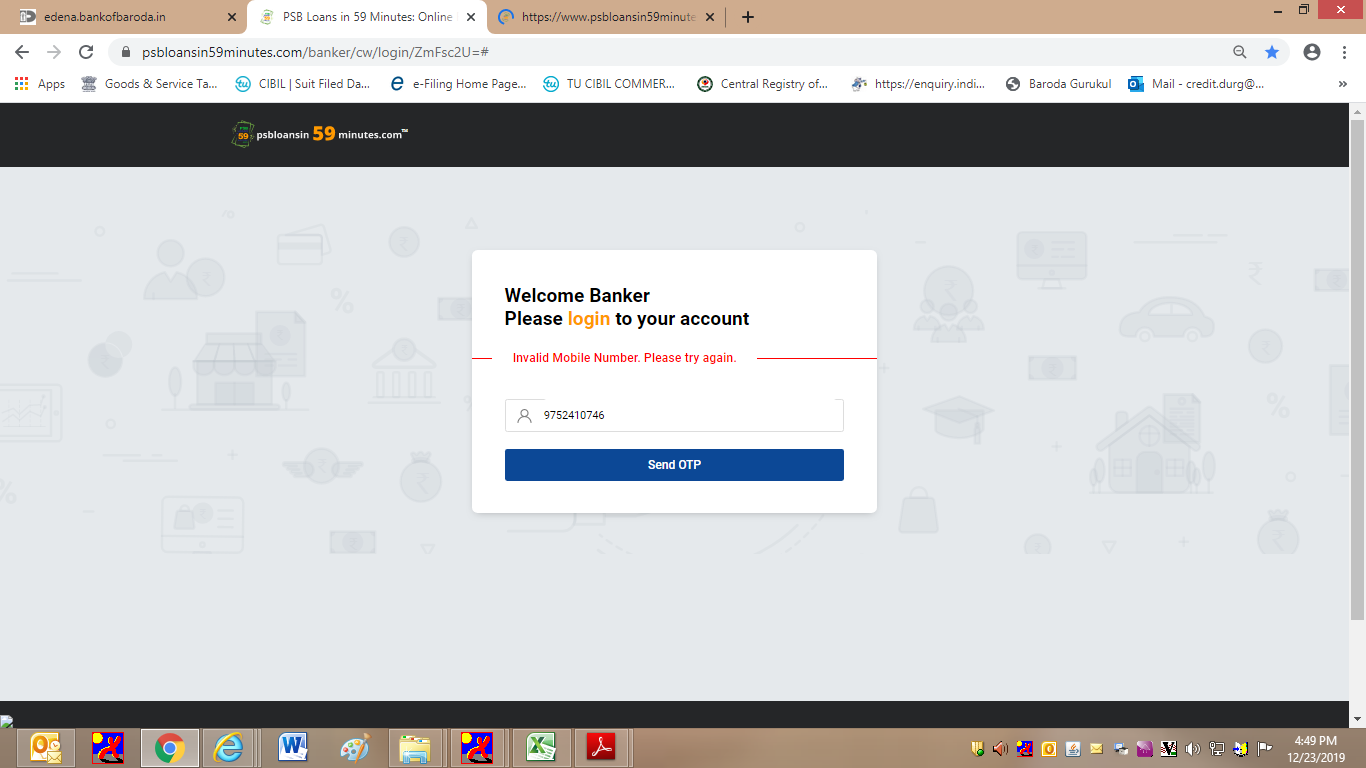 edena.bankofbaroda.in
PSB Loans in 59 Minutes: Online
https://www.psbloansin59minute
psbloansin59minutes.com/banker/cw/login/ZmFsc2U=#
Apps
Goods & Service Ta...
CIBIL | Suit Filed Da...
e-Filing Home Page...
TU CIBIL COMMER...
Central Registry of...
https://enquiry.indi...
Baroda Gurukul
Mail - credit.durg@...
»
59 psbloansin 59 minutes.com™
Welcome Banker
Please login to your account
Invalid Mobile Number. Please try again.
9752410746
Send OTP
4:49 PM
12/23/2019